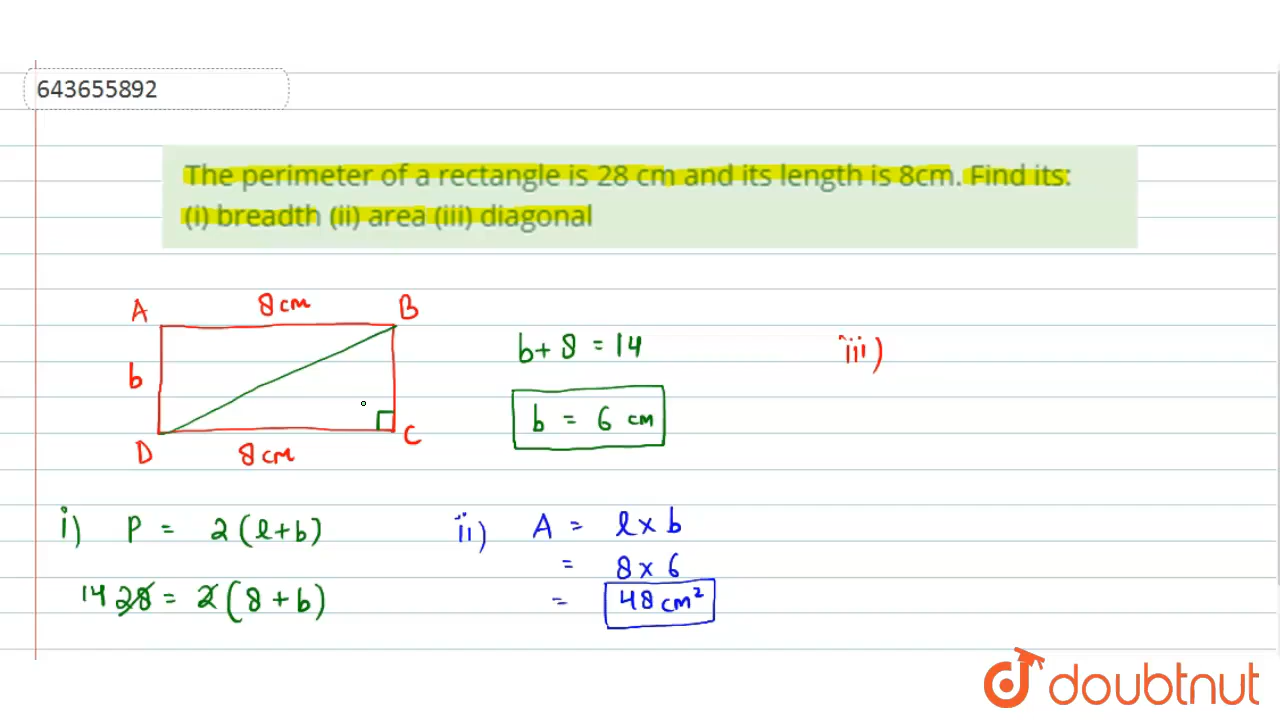 643655892
The perimeter of a rectangle is 28 cm and its length is 8cm. Find its:
(i) breadth (ii) area (iii) diagonal
A 8 cm B
b
D 8 cm C
b + 8 = 14
b = 6 cm
iii)
i) P = 2 (l + b)
14 28 = 2 (8 + b)
ii) A = l x b
= 8 x 6
= 48 cm²
doubtnut